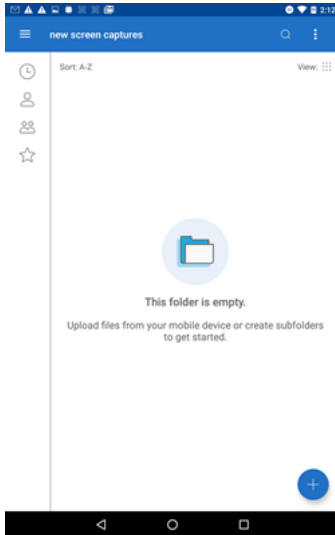 2:12
new screen captures
Sort: A-Z
View:
This folder is empty.
Upload files from your mobile device or create subfolders
to get started.